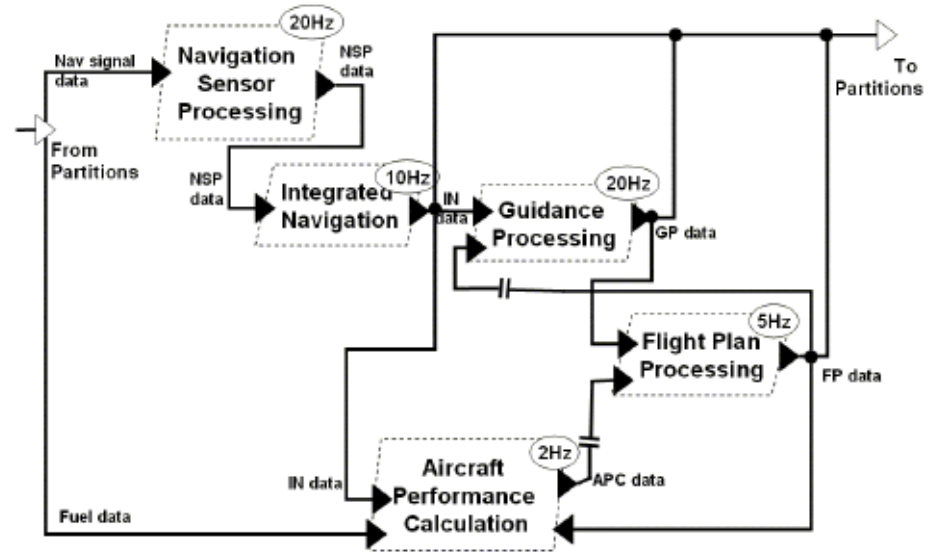 20Hz
Nav signal
data
Navigation
Sensor
Processing
NSP
data
To
Partitions
From
Partitions
NSP
data
10Hz
Integrated
Navigation
IN
data
20Hz
Guidance
Processing
GP data
5Hz
Flight Plan
Processing
FP data
2Hz
Aircraft
Performance
Calculation
IN data
APC data
Fuel data